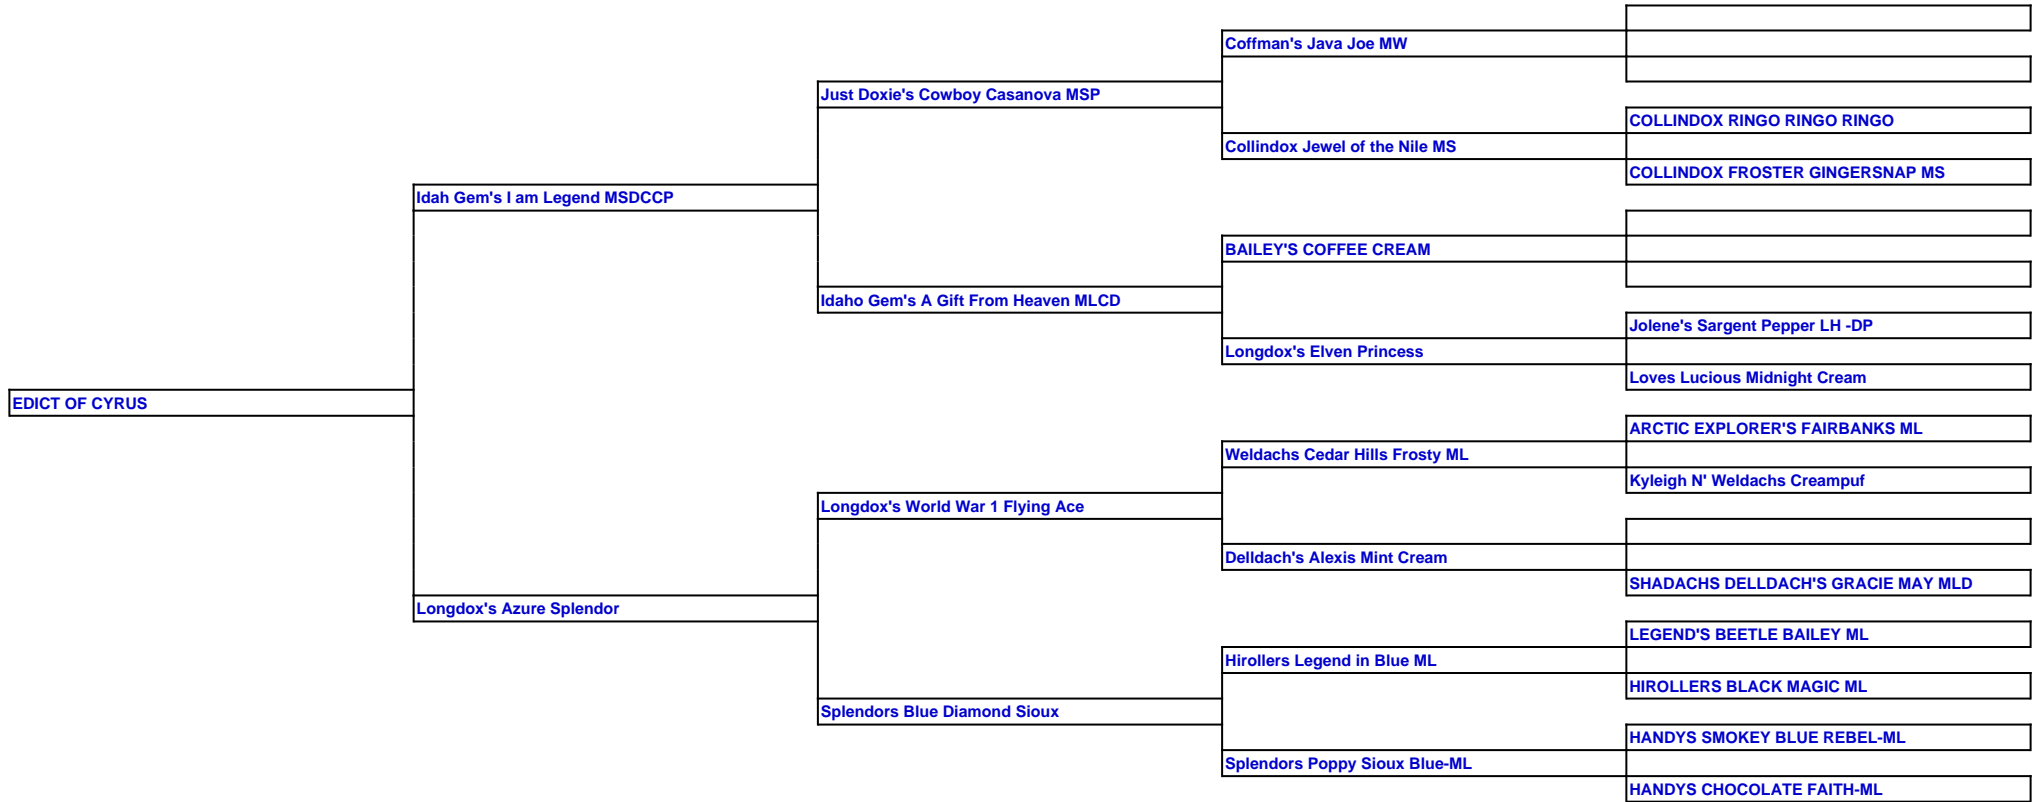 Coffman's Java Joe MW
Just Doxie's Cowboy Casanova MSP
COLLINDOX RINGO RINGO RINGO
Collindox Jewel of the Nile MS
COLLINDOX FROSTER GINGERSNAP MS
Idah Gem's I am Legend MSDCCP
BAILEY'S COFFEE CREAM
Idaho Gem's A Gift From Heaven MLCD
Jolene's Sargent Pepper LH -DP
Longdox's Elven Princess
Loves Lucious Midnight Cream
EDICT OF CYRUS
ARCTIC EXPLORER'S FAIRBANKS ML
Weldachs Cedar Hills Frosty ML
Kyleigh N' Weldachs Creampuf
Longdox's World War 1 Flying Ace
Delldach's Alexis Mint Cream
SHADACHS DELLDACH'S GRACIE MAY MLD
Longdox's Azure Splendor
LEGEND'S BEETLE BAILEY ML
Hirollers Legend in Blue ML
HIROLLERS BLACK MAGIC ML
Splendors Blue Diamond Sioux
HANDYS SMOKEY BLUE REBEL-ML
Splendors Poppy Sioux Blue-ML
HANDYS CHOCOLATE FAITH-ML